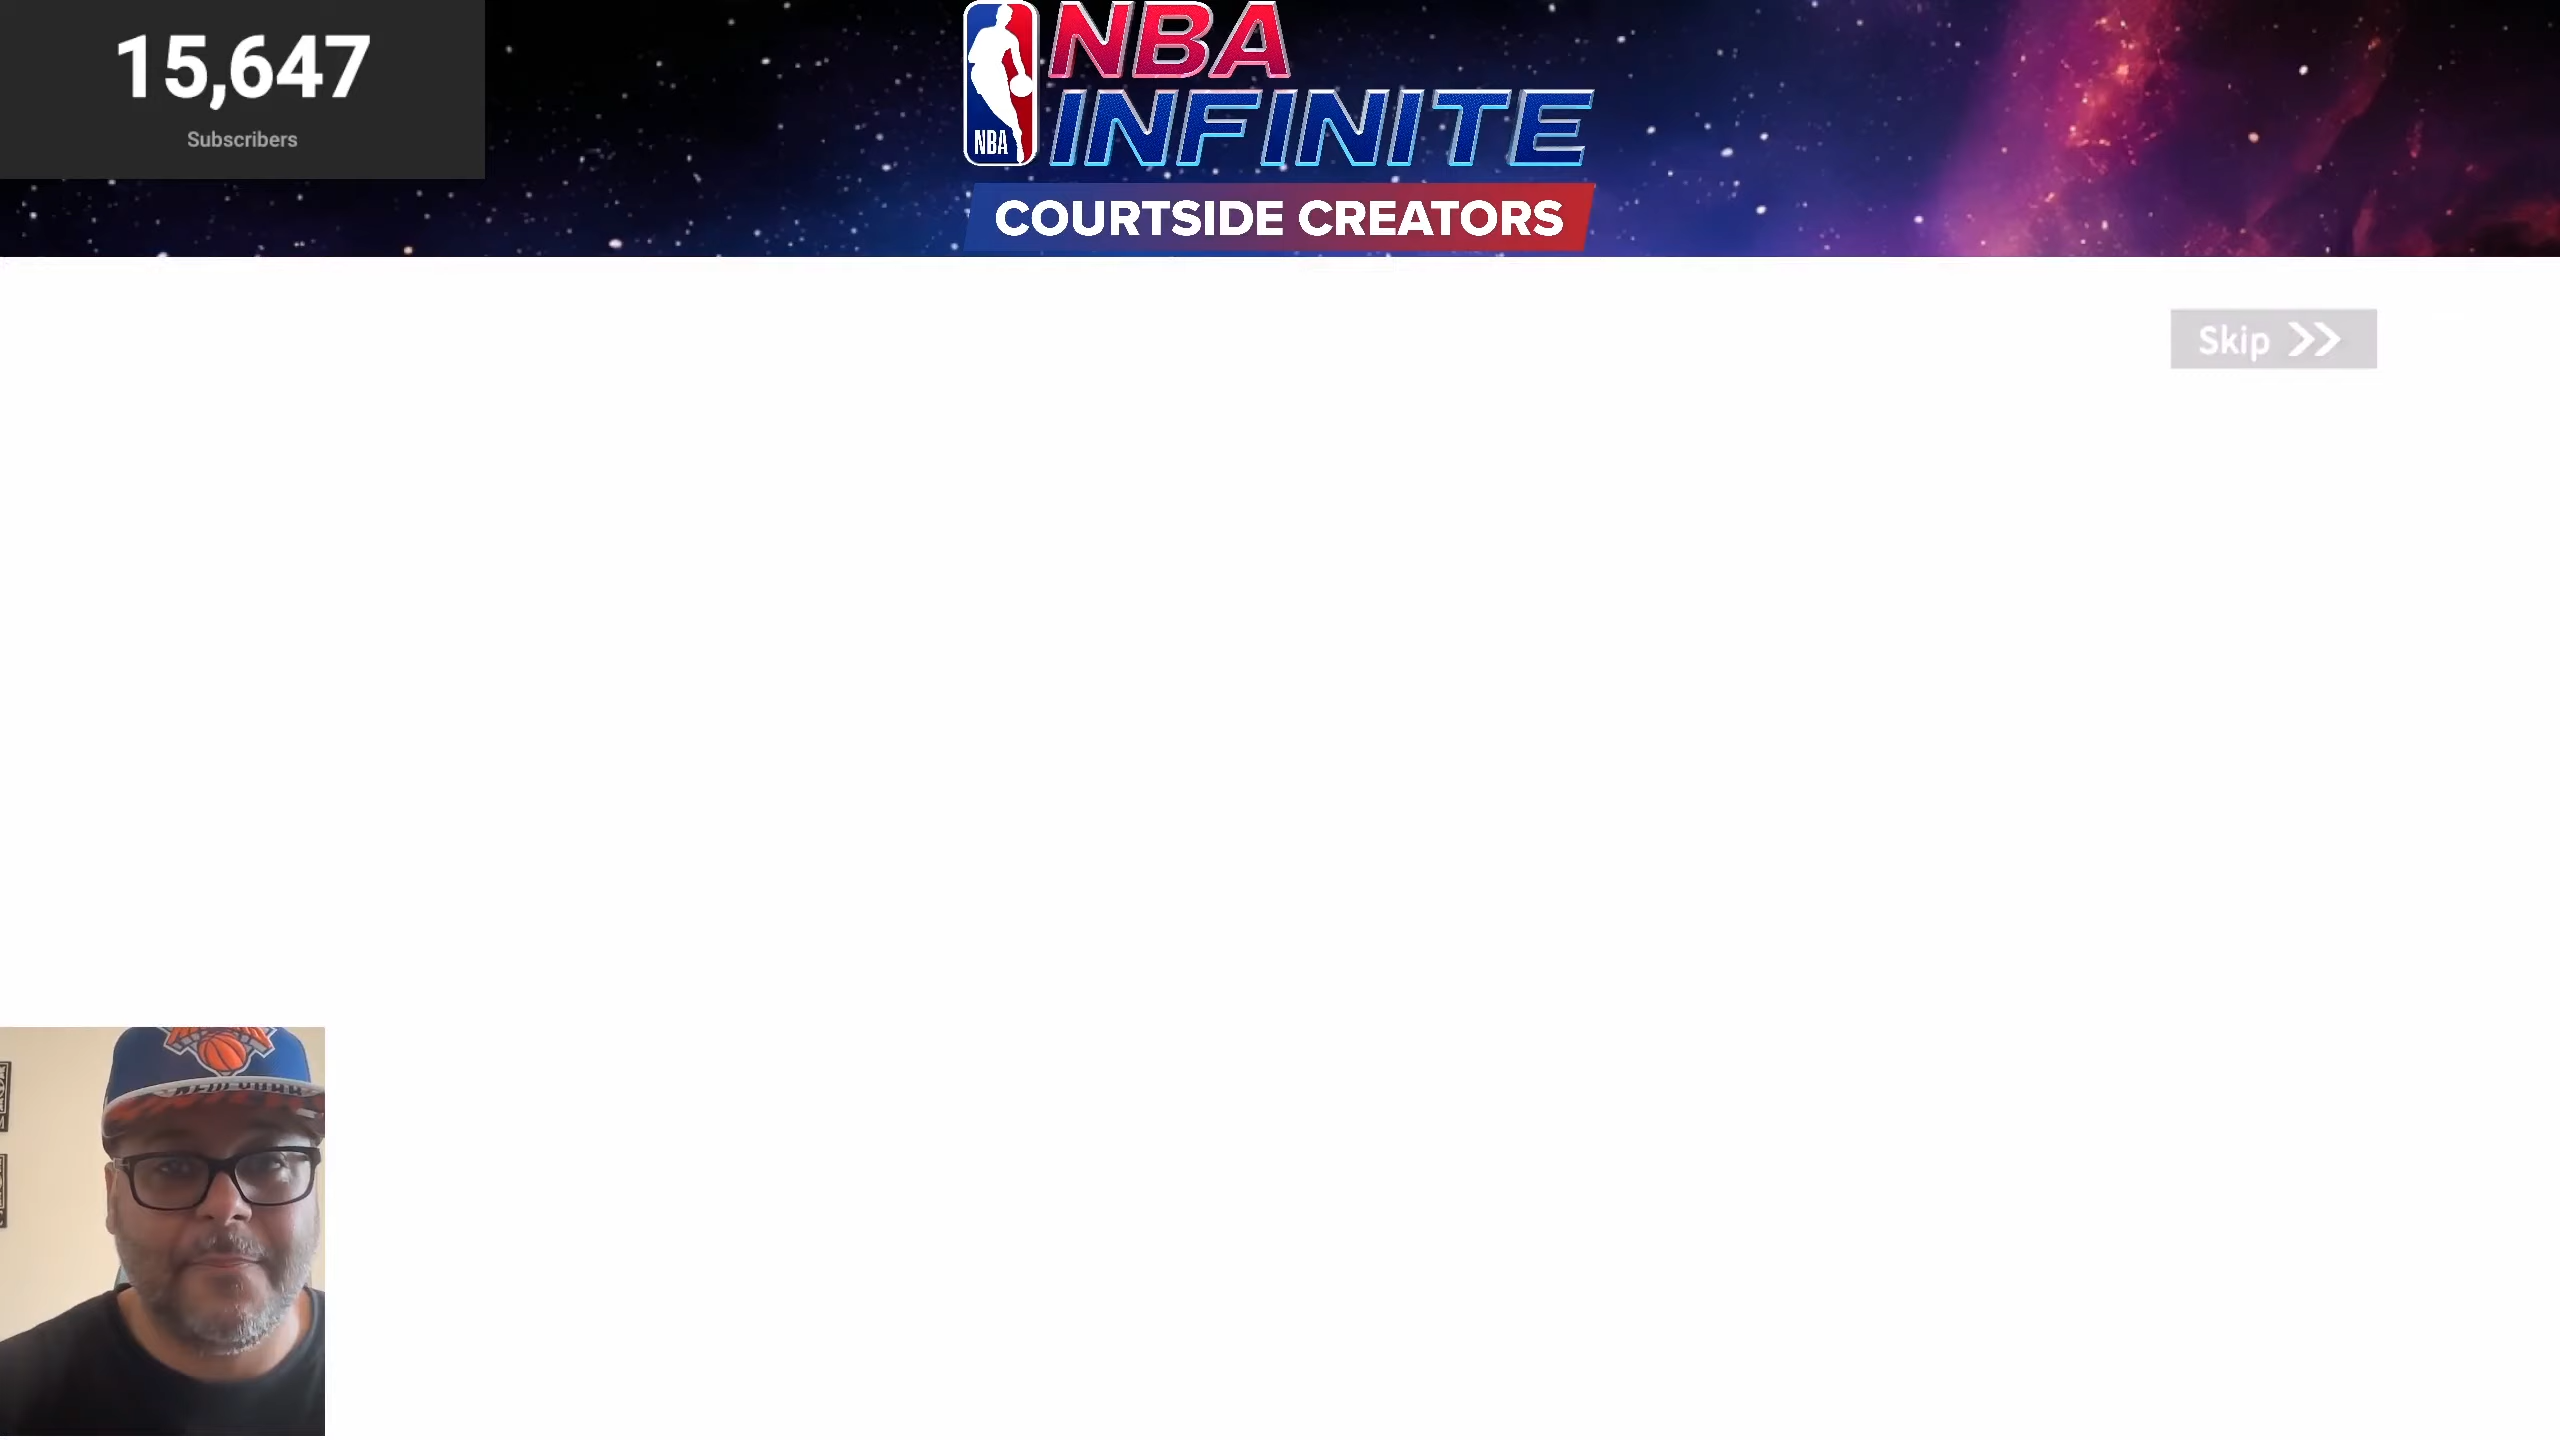 15,647
Subscribers
NBA
INFINITE
NBA
COURTSIDE CREATORS
Skip